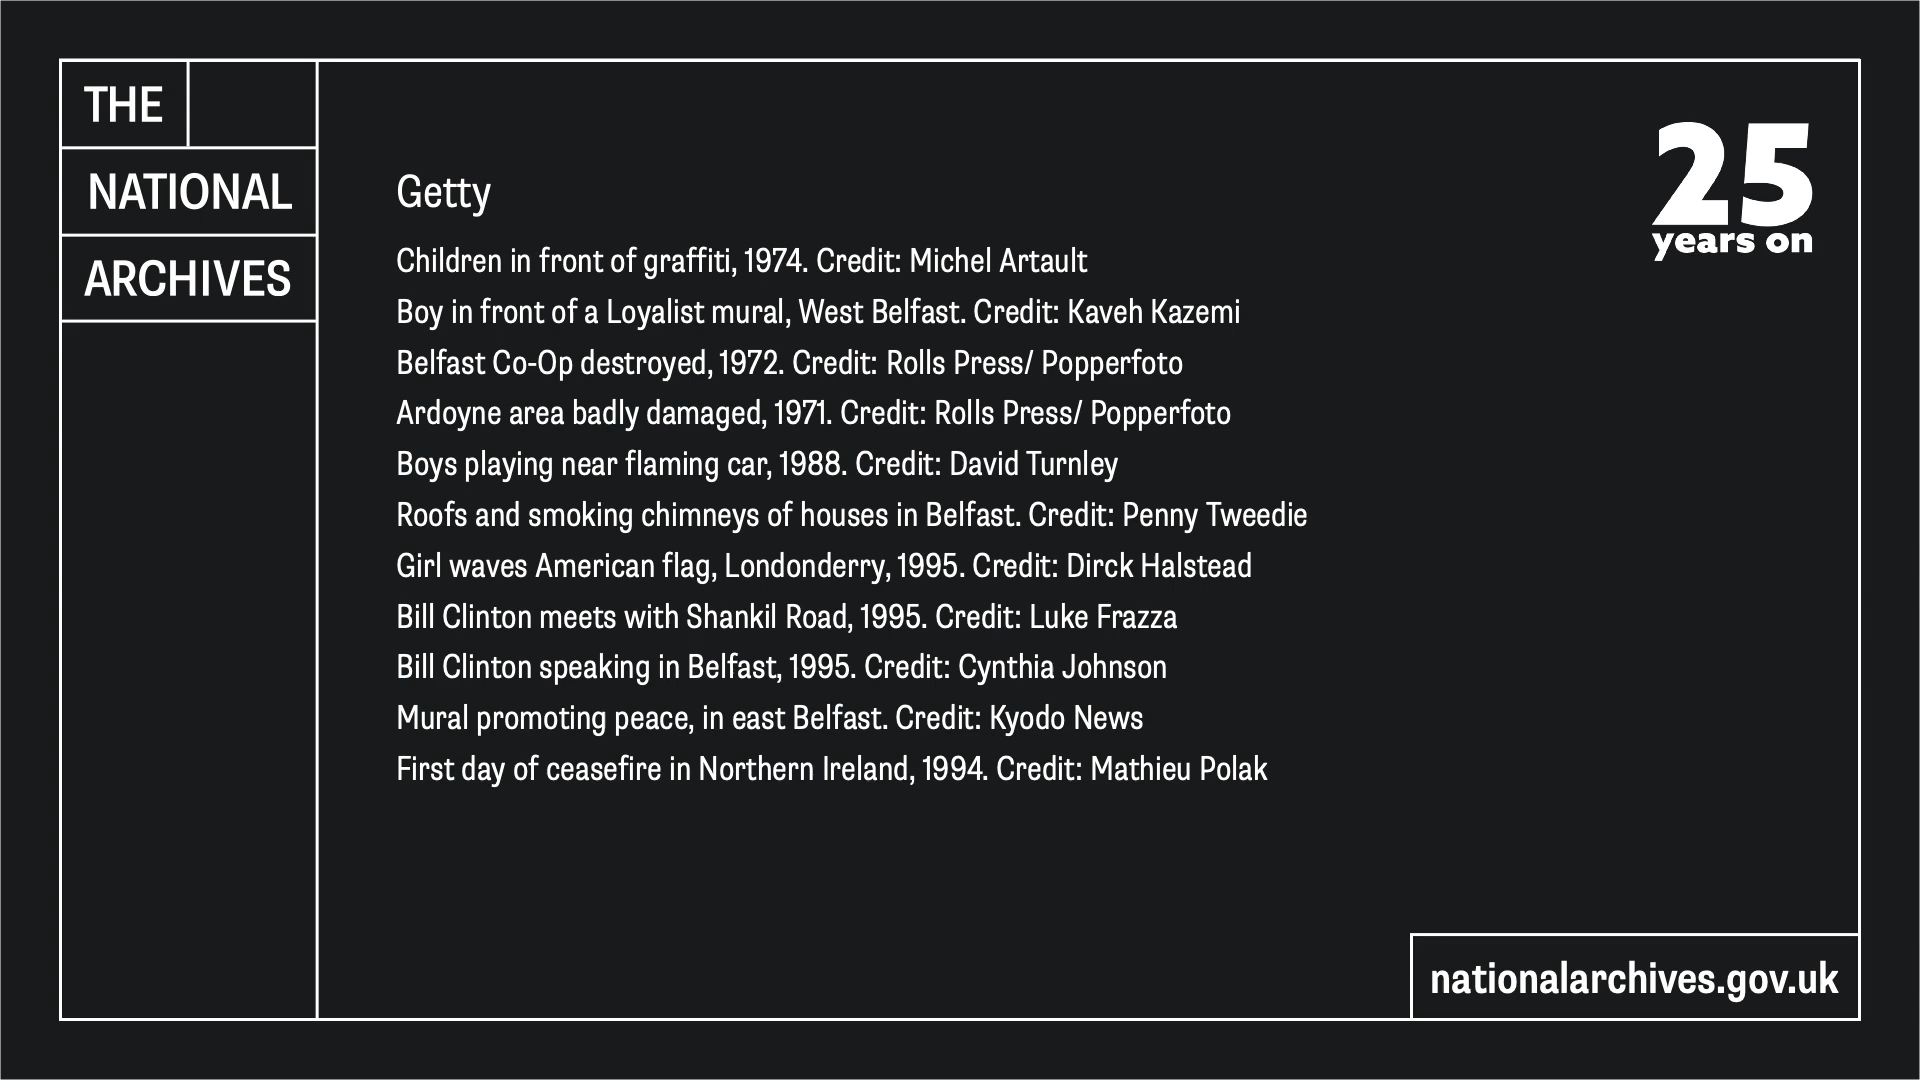 THE
NATIONAL
ARCHIVES
25
years on
Getty
Children in front of graffiti, 1974. Credit: Michel Artault
Boy in front of a Loyalist mural, West Belfast. Credit: Kaveh Kazemi
Belfast Co-Op destroyed, 1972. Credit: Rolls Press/ Popperfoto
Ardoyne area badly damaged, 1971. Credit: Rolls Press/ Popperfoto
Boys playing near flaming car, 1988. Credit: David Turnley
Roofs and smoking chimneys of houses in Belfast. Credit: Penny Tweedie
Girl waves American flag, Londonderry, 1995. Credit: Dirck Halstead
Bill Clinton meets with Shankil Road, 1995. Credit: Luke Frazza
Bill Clinton speaking in Belfast, 1995. Credit: Cynthia Johnson
Mural promoting peace, in east Belfast. Credit: Kyodo News
First day of ceasefire in Northern Ireland, 1994. Credit: Mathieu Polak
nationalarchives.gov.uk